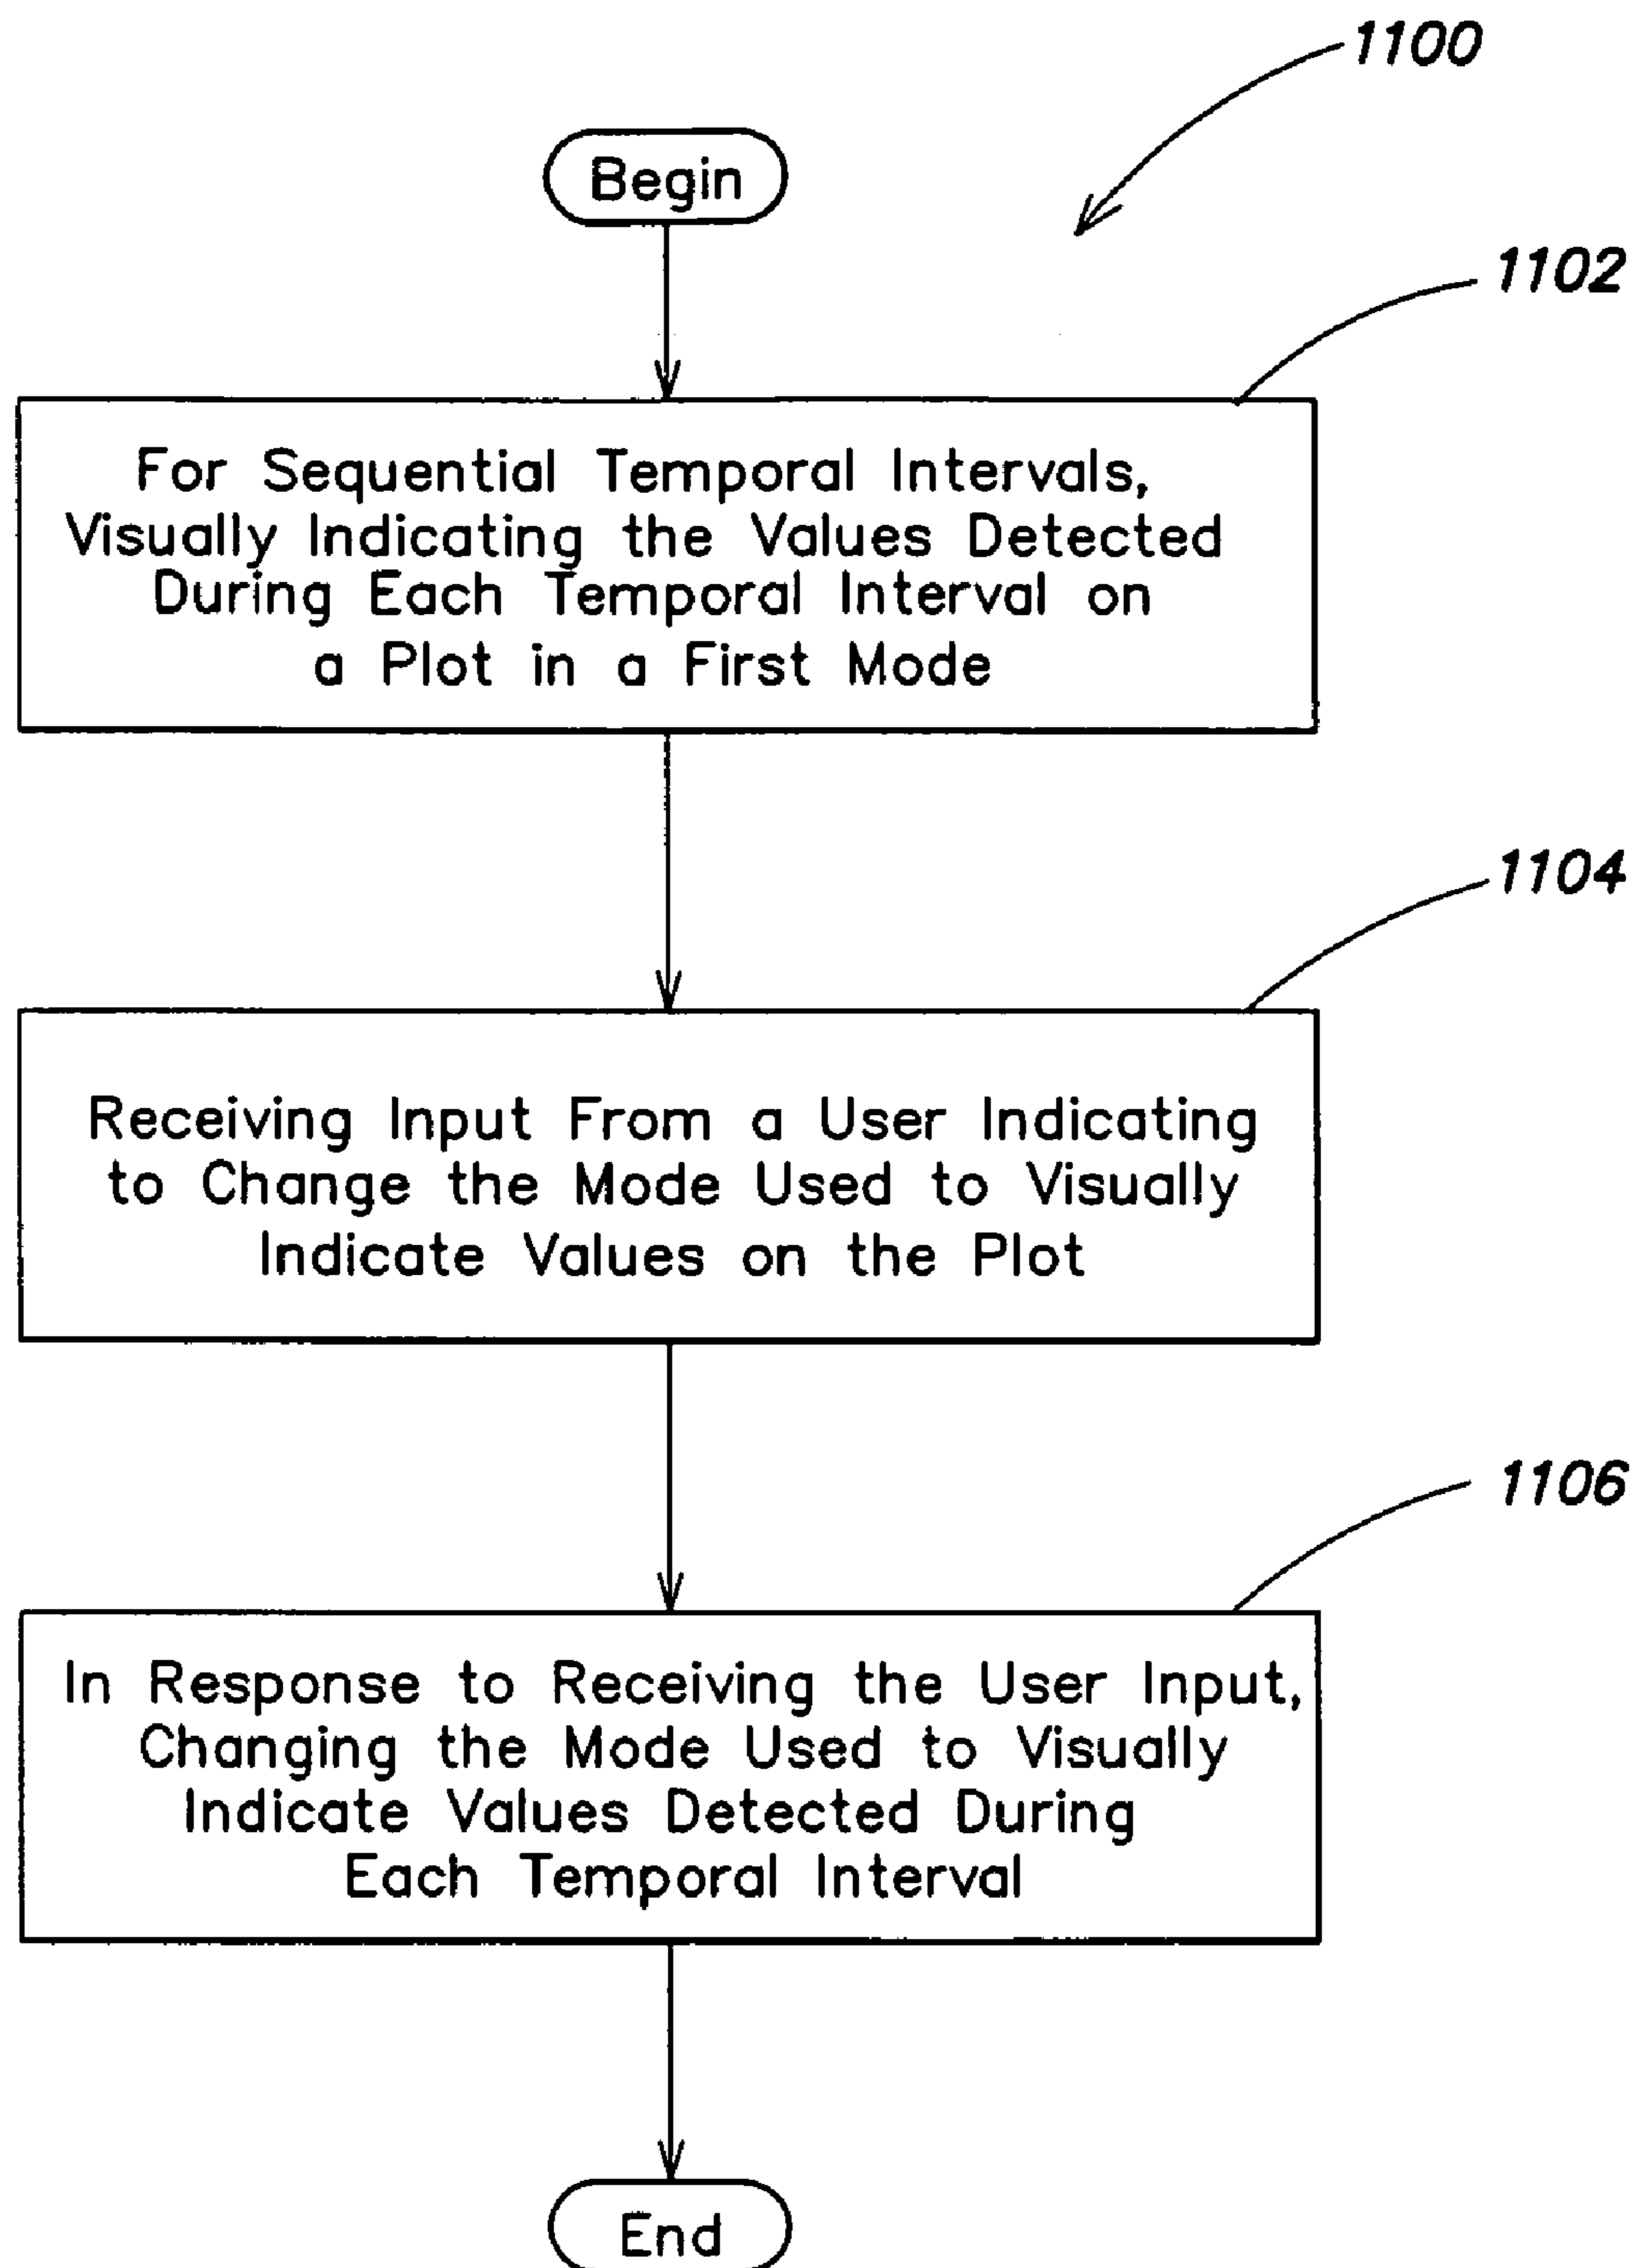 1100
Begin
1102
For Sequential Temporal Intervals,
Visually Indicating the Values Detected
During Each Temporal Interval on
a Plot in a First Mode
1104
Receiving Input From a User Indicating
to Change the Mode Used to Visually
Indicate Values on the Plot
1106
In Response to Receiving the User Input,
Changing the Mode Used to Visually
Indicate Values Detected During
Each Temporal Interval
End